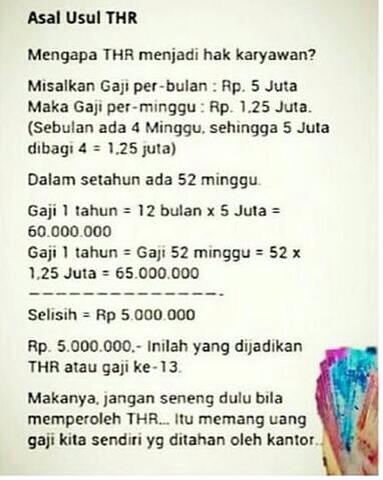 Asal Usul THR
Mengapa THR menjadi hak karyawan?
Misalkan Gaji per-bulan : Rp. 5 Juta
Maka Gaji per-minggu : Rp. 1,25 Juta.
(Sebulan ada 4 Minggu, sehingga 5 Juta
dibagi 4 = 1,25 juta)
Dalam setahun ada 52 minggu.
Gaji 1 tahun = 12 bulan x 5 Juta =
60.000.000
Gaji 1 tahun = Gaji 52 minggu = 52 x
1,25 Juta = 65.000.000
————————————————-
Selisih = Rp 5.000.000
Rp. 5.000.000,- Inilah yang dijadikan
THR atau gaji ke-13.
Makanya, jangan seneng dulu bila
memperoleh THR... Itu memang uang
gaji kita sendiri yg ditahan oleh kantor..